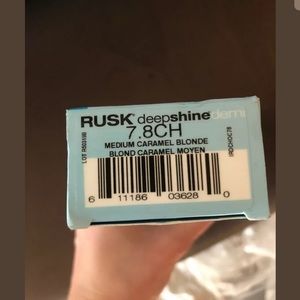 RUSK® deepshine demi
7.8CH
MEDIUM CARAMEL BLONDE
BLOND CARAMEL MOYEN
6 11186 03628 0